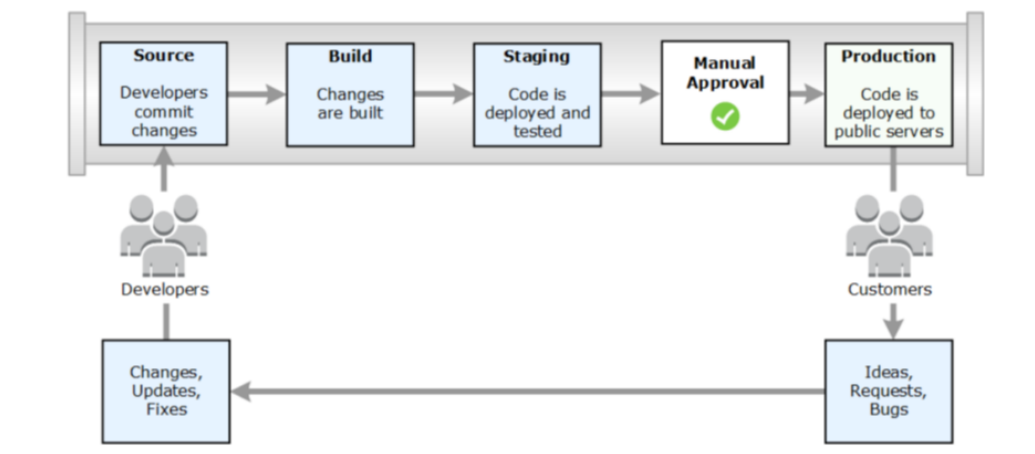 Source
Developers
commit
changes
Build
Changes
are built
Staging
Code is
deployed and
tested
Manual
Approval
Production
Code is
deployed to
public servers
Developers
Customers
Changes,
Updates,
Fixes
Ideas,
Requests,
Bugs